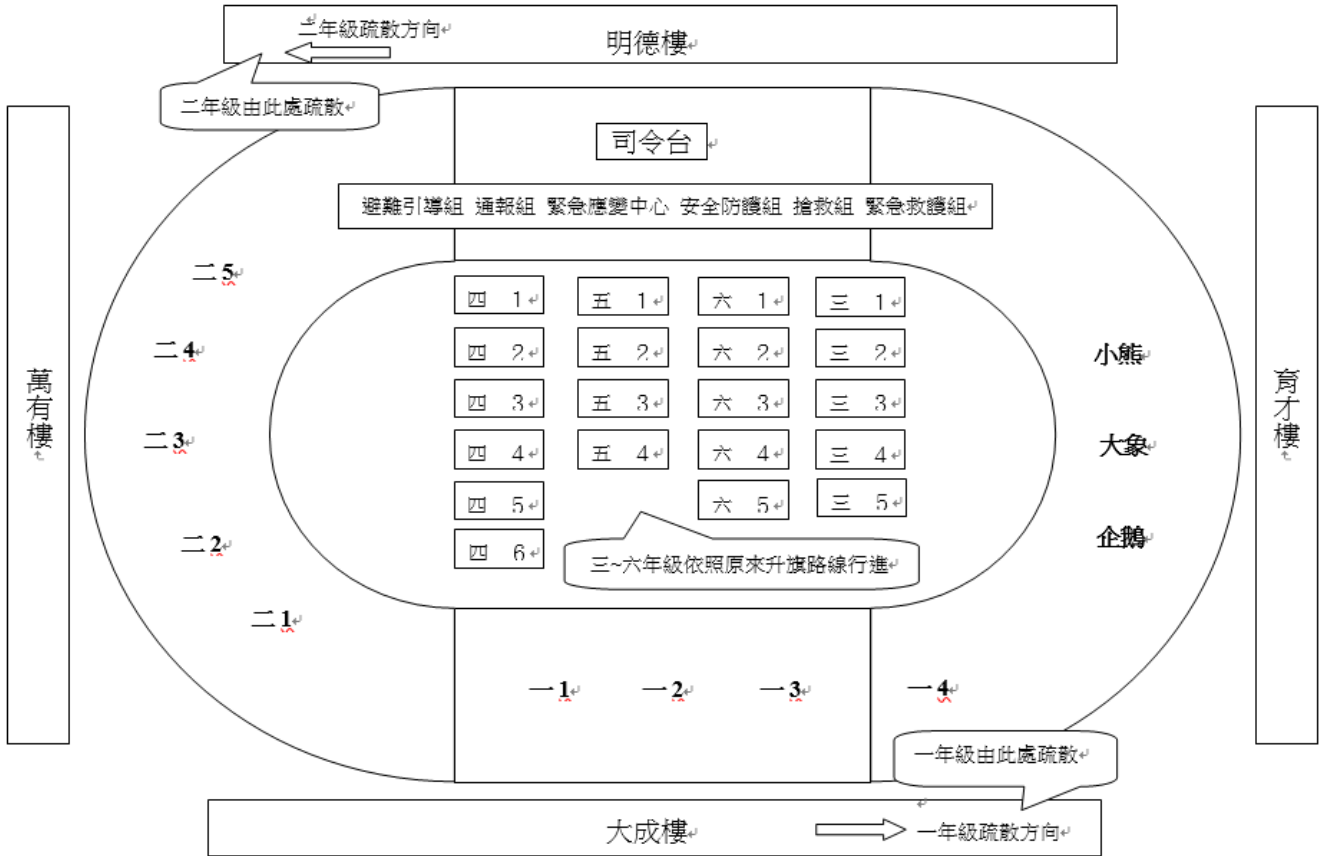 二年級疏散方向
明德樓
二年級由此處疏散
司令台
避難引導組 通報組 緊急應變中心 安全防護組 搶救組 緊急救護組
二5
二4
二3
二2
二1
萬有樓
四 1 五 1 六 1 三 1
四 2 五 2 六 2 三 2
四 3 五 3 六 3 三 3
四 4 五 4 六 4 三 4
四 5 六 5 三 5
四 6
三~六年級依照原來升旗路線行進
小熊
大象
企鵝
育才樓
一1 一2 一3 一4
一年級由此處疏散
大成樓
一年級疏散方向